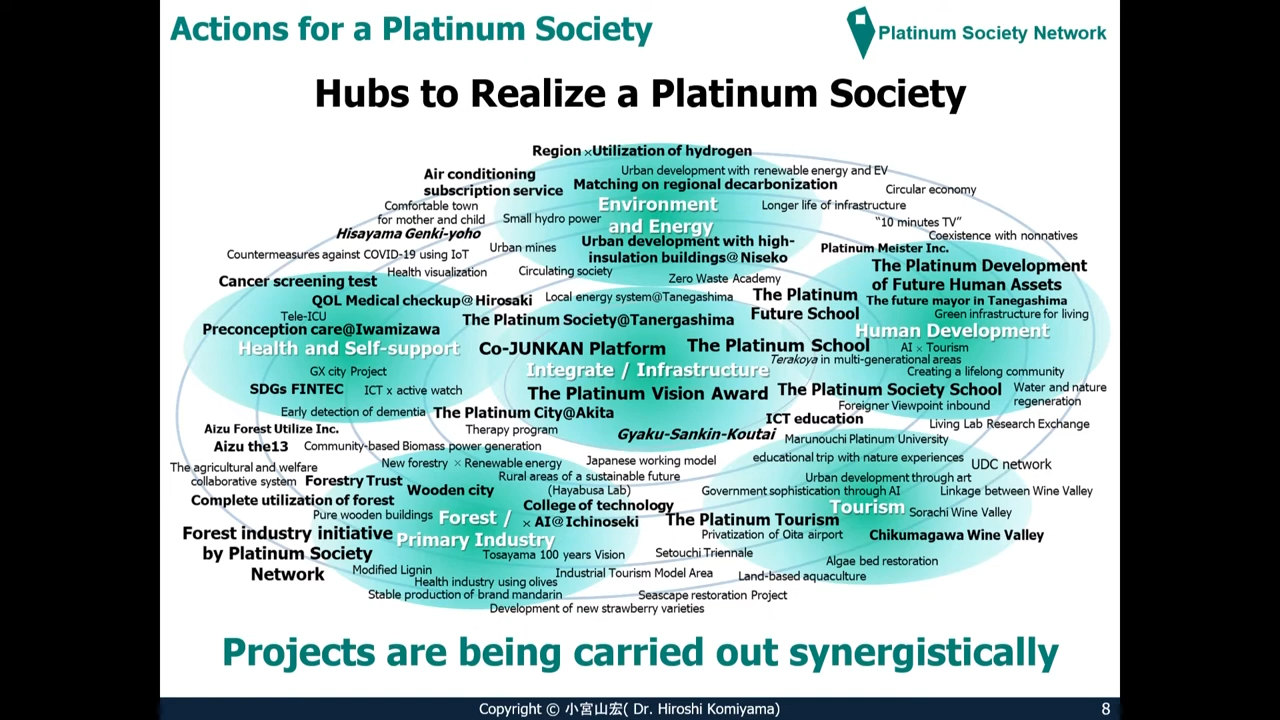 Actions for a Platinum Society
Platinum Society Network
Hubs to Realize a Platinum Society
Region ×Utilization of hydrogen
Urban development with renewable energy and EV
Air conditioning
subscription service
Matching on regional decarbonization
Circular economy
Comfortable town
for mother and child
Environment
and Energy
Longer life of infrastructure
Small hydro power
"10 minutes TV"
Hisayama Genki-yoho
Coexistence with nonnatives
Urban mines
Urban development with high-
insulation buildings@Niseko
Platinum Meister Inc.
Countermeasures against COVID-19 using IoT
Health visualization
Circulating society
Zero Waste Academy
The Platinum Development
of Future Human Assets
Cancer screening test
QOL Medical checkup@Hirosaki
Local energy system@Tanegashima
The Platinum
Future School
The future mayor in Tanegashima
Tele-ICU
Green infrastructure for living
Preconception care@Iwamizawa
The Platinum Society@Tanergashima
Human Development
Health and Self-support
Co-JUNKAN Platform
The Platinum School
AI × Tourism
Terakoya in multi-generational areas
GX city Project
Integrate / Infrastructure
Creating a lifelong community
SDGs FINTEC
ICT x active watch
The Platinum Vision Award
The Platinum Society School
Water and nature
regeneration
Foreigner Viewpoint inbound
Early detection of dementia
The Platinum City@Akita
ICT education
Living Lab Research Exchange
Aizu Forest Utilize Inc.
Therapy program
Gyaku-Sankin-Koutai
Marunouchi Platinum University
Aizu the13
Community-based Biomass power generation
educational trip with nature experiences
UDC network
The agricultural and welfare
collaborative system
New forestry × Renewable energy
Japanese working model
Forestry Trust
Rural areas of a sustainable future
(Hayabusa Lab)
Urban development through art
Wooden city
Government sophistication through AI
Linkage between Wine Valley
Complete utilization of forest
College of technology
× AI@Ichinoseki
Tourism
Sorachi Wine Valley
Pure wooden buildings
Forest /
Primary Industry
The Platinum Tourism
Forest industry initiative
by Platinum Society
Network
Privatization of Oita airport
Chikumagawa Wine Valley
Tosayama 100 years Vision
Setouchi Triennale
Algae bed restoration
Modified Lignin
Industrial Tourism Model Area
Land-based aquaculture
Health industry using olives
Stable production of brand mandarin
Seascape restoration Project
Development of new strawberry varieties
Projects are being carried out synergistically
Copyright © 小宮山宏( Dr. Hiroshi Komiyama)
8